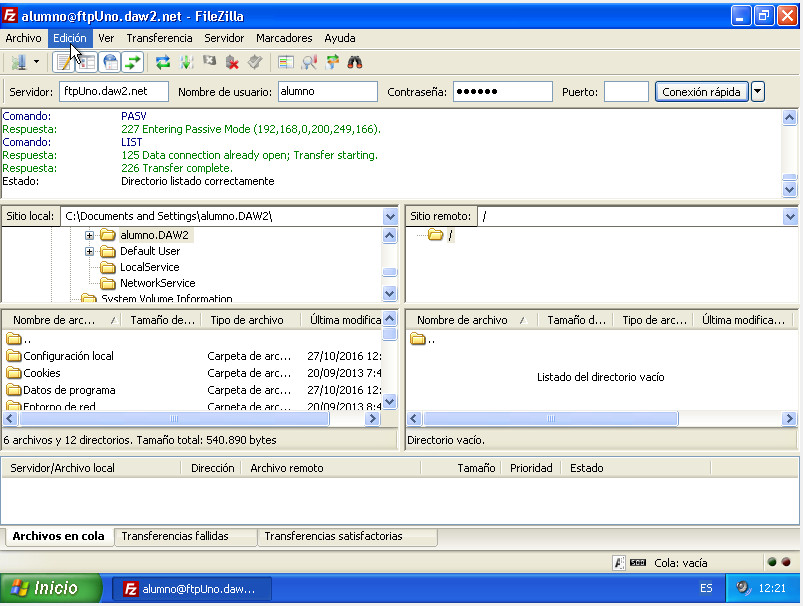 alumno@ftpUno.daw2.net - FileZilla
Archivo Edición Ver Transferencia Servidor Marcadores Ayuda
Servidor: ftpUno.daw2.net Nombre de usuario: alumno Contraseña: ●●●●●● Puerto: Conexión rápida
Comando: PASV
Respuesta: 227 Entering Passive Mode (192,168,0,200,249,166).
Comando: LIST
Respuesta: 125 Data connection already open; Transfer starting.
Respuesta: 226 Transfer complete.
Estado: Directorio listado correctamente
Sitio local: C:\Documents and Settings\alumno.DAW2\
Sitio remoto: /
alumno.DAW2
Default User
LocalService
NetworkService
System Volume Information
/
Nombre de arc... Tamaño de... Tipo de archivo Última modifica
..
Configuración local Carpeta de arc... 27/10/2016 12:
Cookies Carpeta de arc... 20/09/2013 7:4
Datos de programa Carpeta de arc... 27/10/2016 12:
Entorno de red Carpeta de arc... 20/09/2013 8:4
6 archivos y 12 directorios. Tamaño total: 540.890 bytes
Nombre de archivo Tamaño d... Tipo de arc... Última modifica...
..
Listado del directorio vacío
Directorio vacío.
Servidor/Archivo local Dirección Archivo remoto Tamaño Prioridad Estado
Archivos en cola Transferencias fallidas Transferencias satisfactorias
Cola: vacía
Inicio alumno@ftpUno.daw... ES 12:21